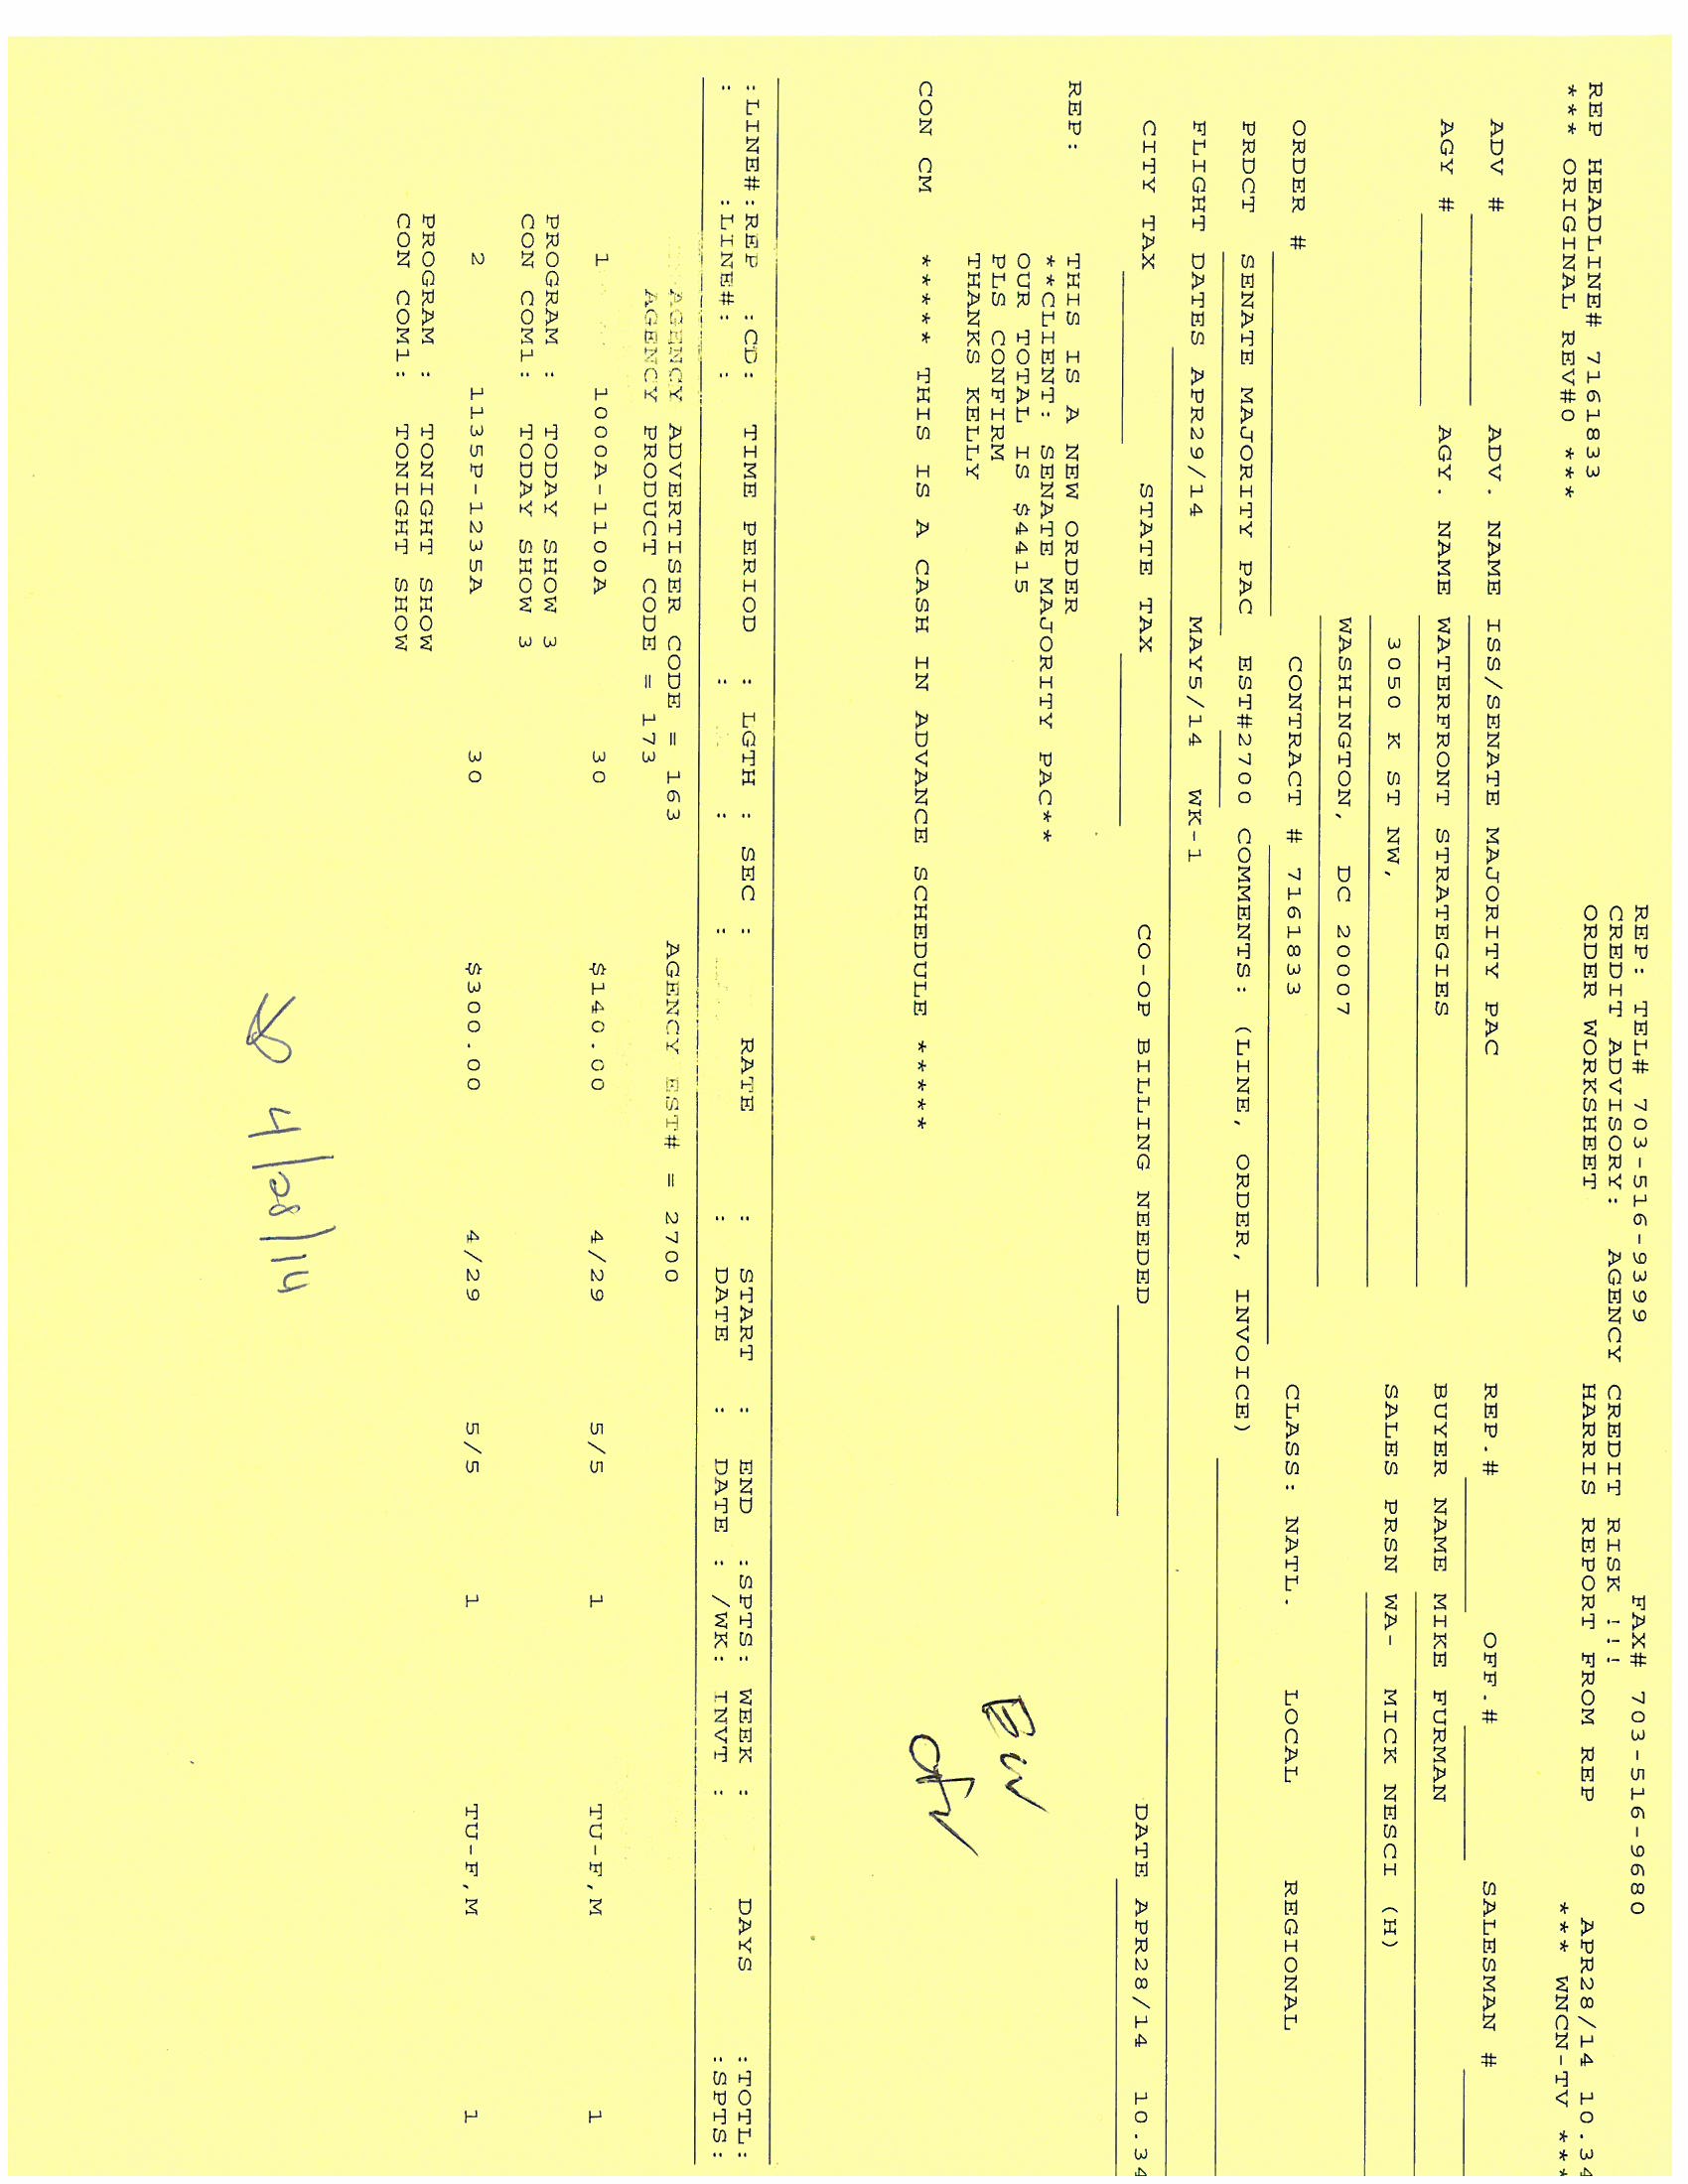 REP: TEL# 703-516-9399 FAX# 703-516-9680
CREDIT ADVISORY: AGENCY CREDIT RISK !!!
REP HEADLINE# 7161833 ORDER WORKSHEET HARRIS REPORT FROM REP APR28/14 10.34
*** ORIGINAL REV#0 *** *** WNCN-TV ***
ADV # ADV. NAME ISS/SENATE MAJORITY PAC REP.# OFF.# SALESMAN #
AGY # AGY. NAME WATERFRONT STRATEGIES BUYER NAME MIKE FURMAN
3050 K ST NW, SALES PRSN WA- MICK NESCI (H)
WASHINGTON, DC 20007
ORDER # CONTRACT # 7161833 CLASS: NATL. LOCAL REGIONAL
PRDCT SENATE MAJORITY PAC EST#2700 COMMENTS: (LINE, ORDER, INVOICE)
FLIGHT DATES APR29/14 MAY5/14 WK-1
CITY TAX STATE TAX CO-OP BILLING NEEDED DATE APR28/14 10.34
REP: THIS IS A NEW ORDER
**CLIENT: SENATE MAJORITY PAC**
OUR TOTAL IS $4415
PLS CONFIRM
THANKS KELLY
CON CM ***** THIS IS A CASH IN ADVANCE SCHEDULE *****
:LINE#:REP :CD: TIME PERIOD : LGTH : SEC : RATE : START : END :SPTS: WEEK : DAYS :TOTL:
: :LINE#: : : : : : DATE : DATE : /WK: INVT : :SPTS:
AGENCY ADVERTISER CODE = 163 AGENCY EST# = 2700
AGENCY PRODUCT CODE = 173
1 1000A-1100A 30 $140.00 4/29 5/5 1 TU-F,M 1
PROGRAM : TODAY SHOW 3
CON COM1: TODAY SHOW 3
2 1135P-1235A 30 $300.00 4/29 5/5 1 TU-F,M 1
PROGRAM : TONIGHT SHOW
CON COM1: TONIGHT SHOW
4/28/14